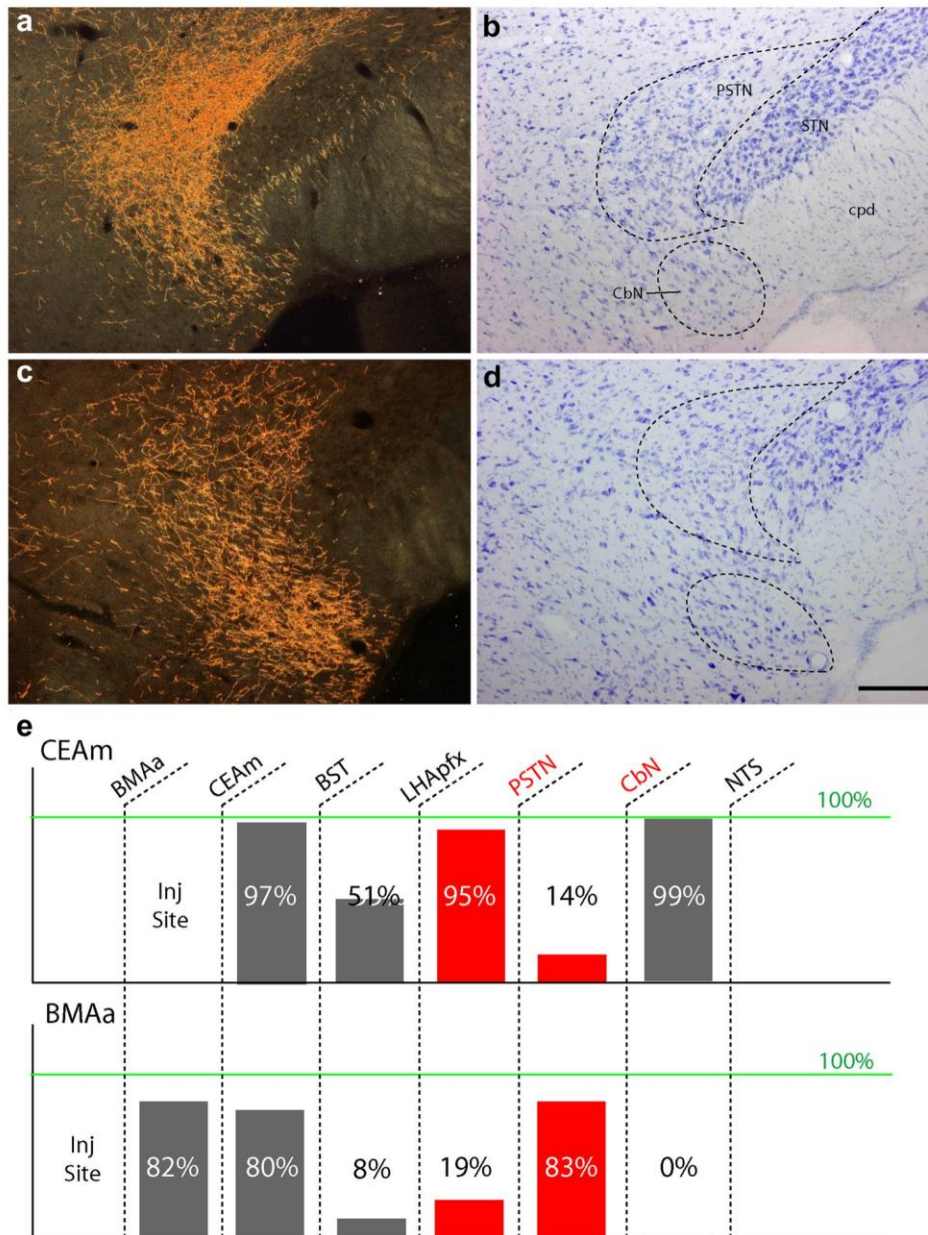 a
b
PSTN
STN
cpd
CbN
c
d
e
CEAm
BMAa
CEAm
BST
LHApfx
PSTN
CbN
NTS
100%
Inj
Site
97%
51%
95%
14%
99%
BMAa
100%
Inj
Site
82%
80%
8%
19%
83%
0%